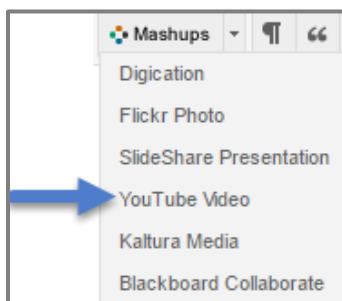 Mashups ¶ “
Digication
Flickr Photo
SlideShare Presentation
YouTube Video
Kaltura Media
Blackboard Collaborate